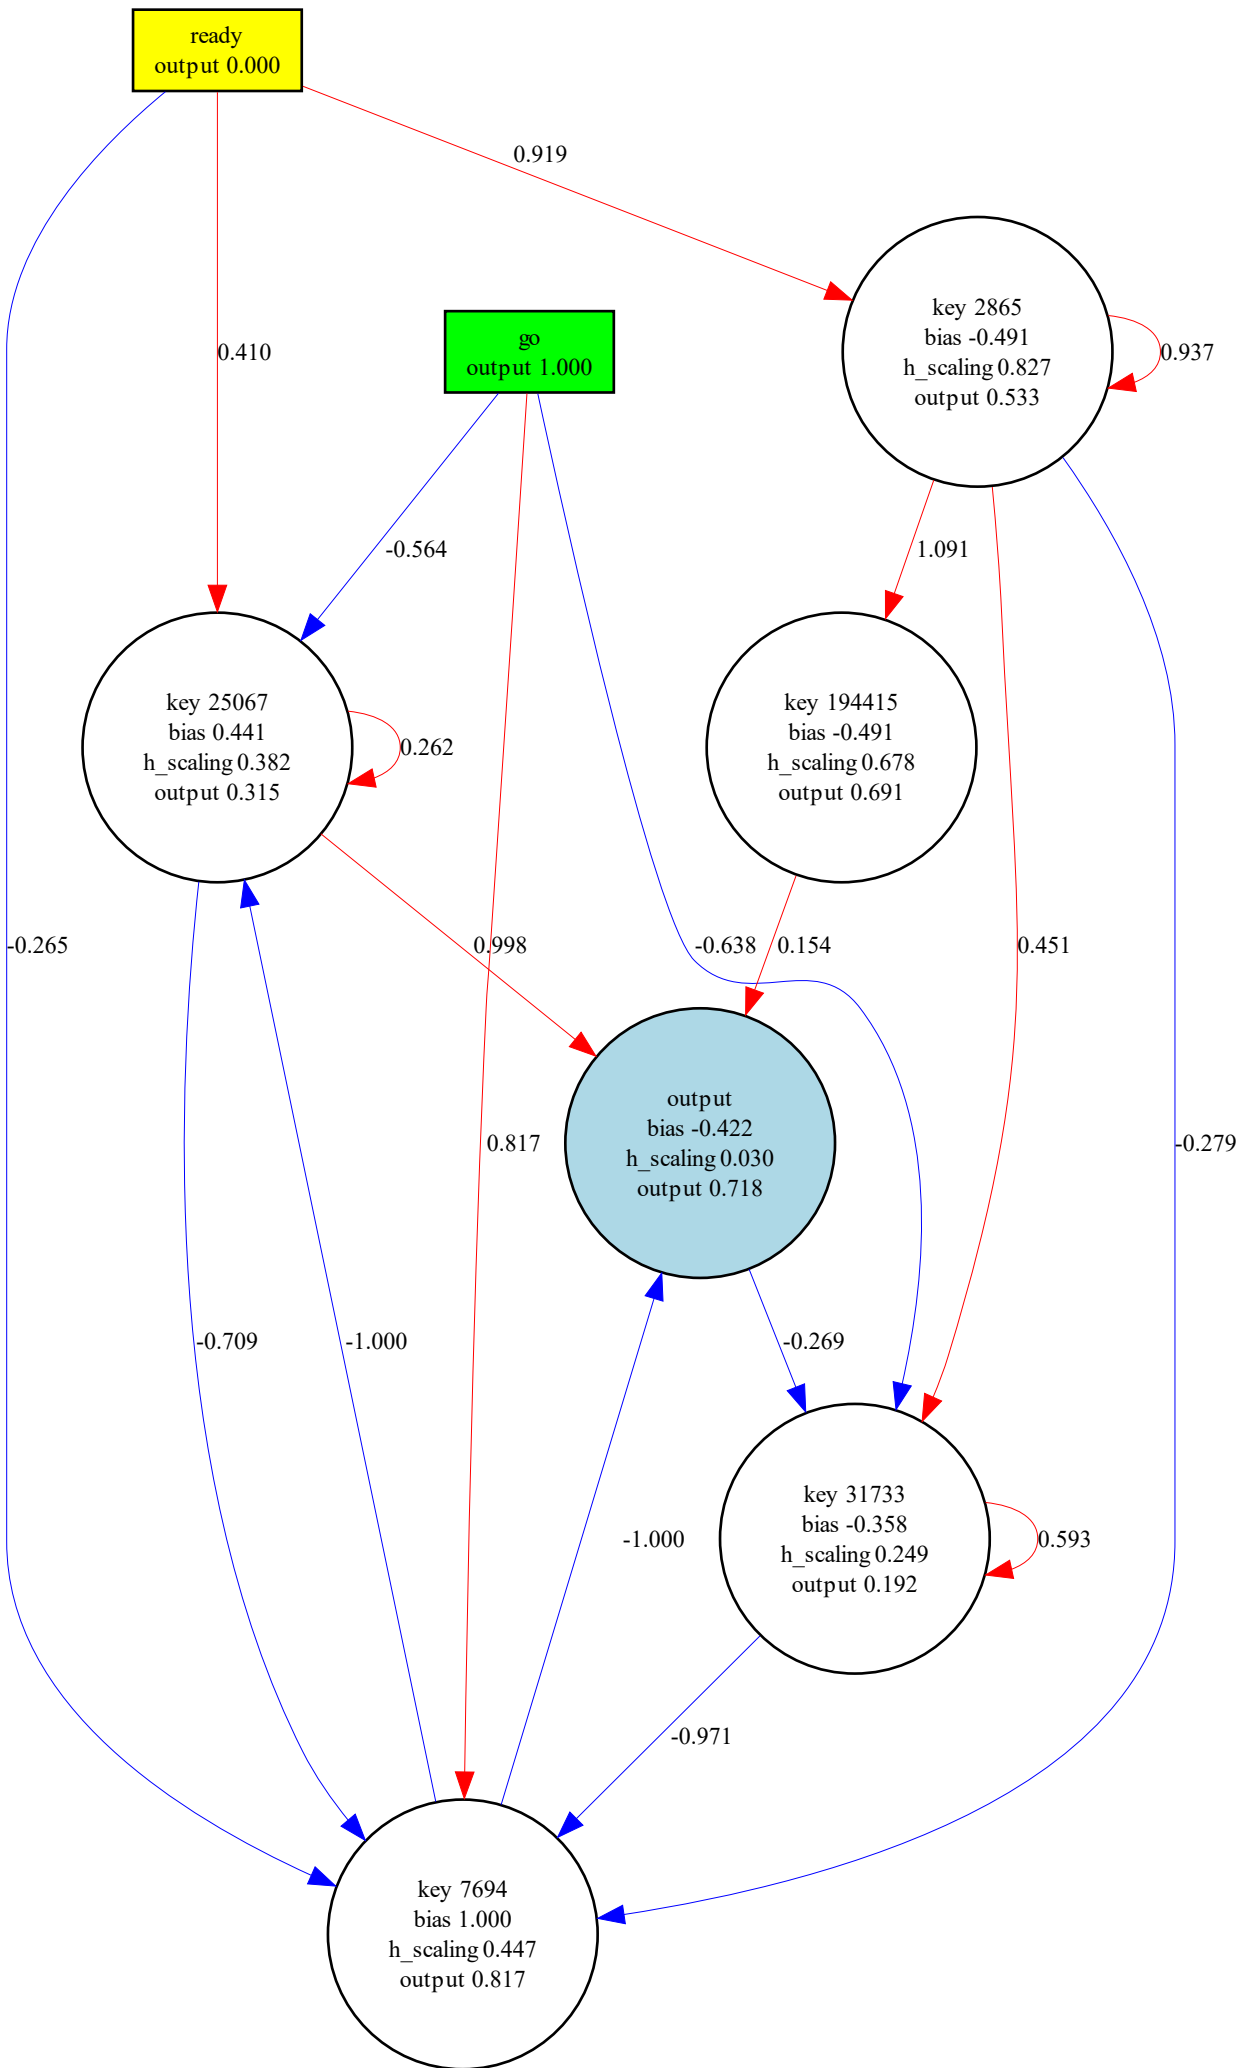 ready
output 0.000
0.919
key 2865
bias -0.491
h_scaling 0.827
output 0.533
0.937
go
output 1.000
0.410
-0.564
1.091
key 25067
bias 0.441
h_scaling 0.382
output 0.315
0.262
key 194415
bias -0.491
h_scaling 0.678
output 0.691
-0.265
0.998
-0.638
0.154
0.451
output
bias -0.422
h_scaling 0.030
output 0.718
0.817
-0.279
-0.709
-1.000
-0.269
key 31733
bias -0.358
h_scaling 0.249
output 0.192
-1.000
0.593
-0.971
key 7694
bias 1.000
h_scaling 0.447
output 0.817